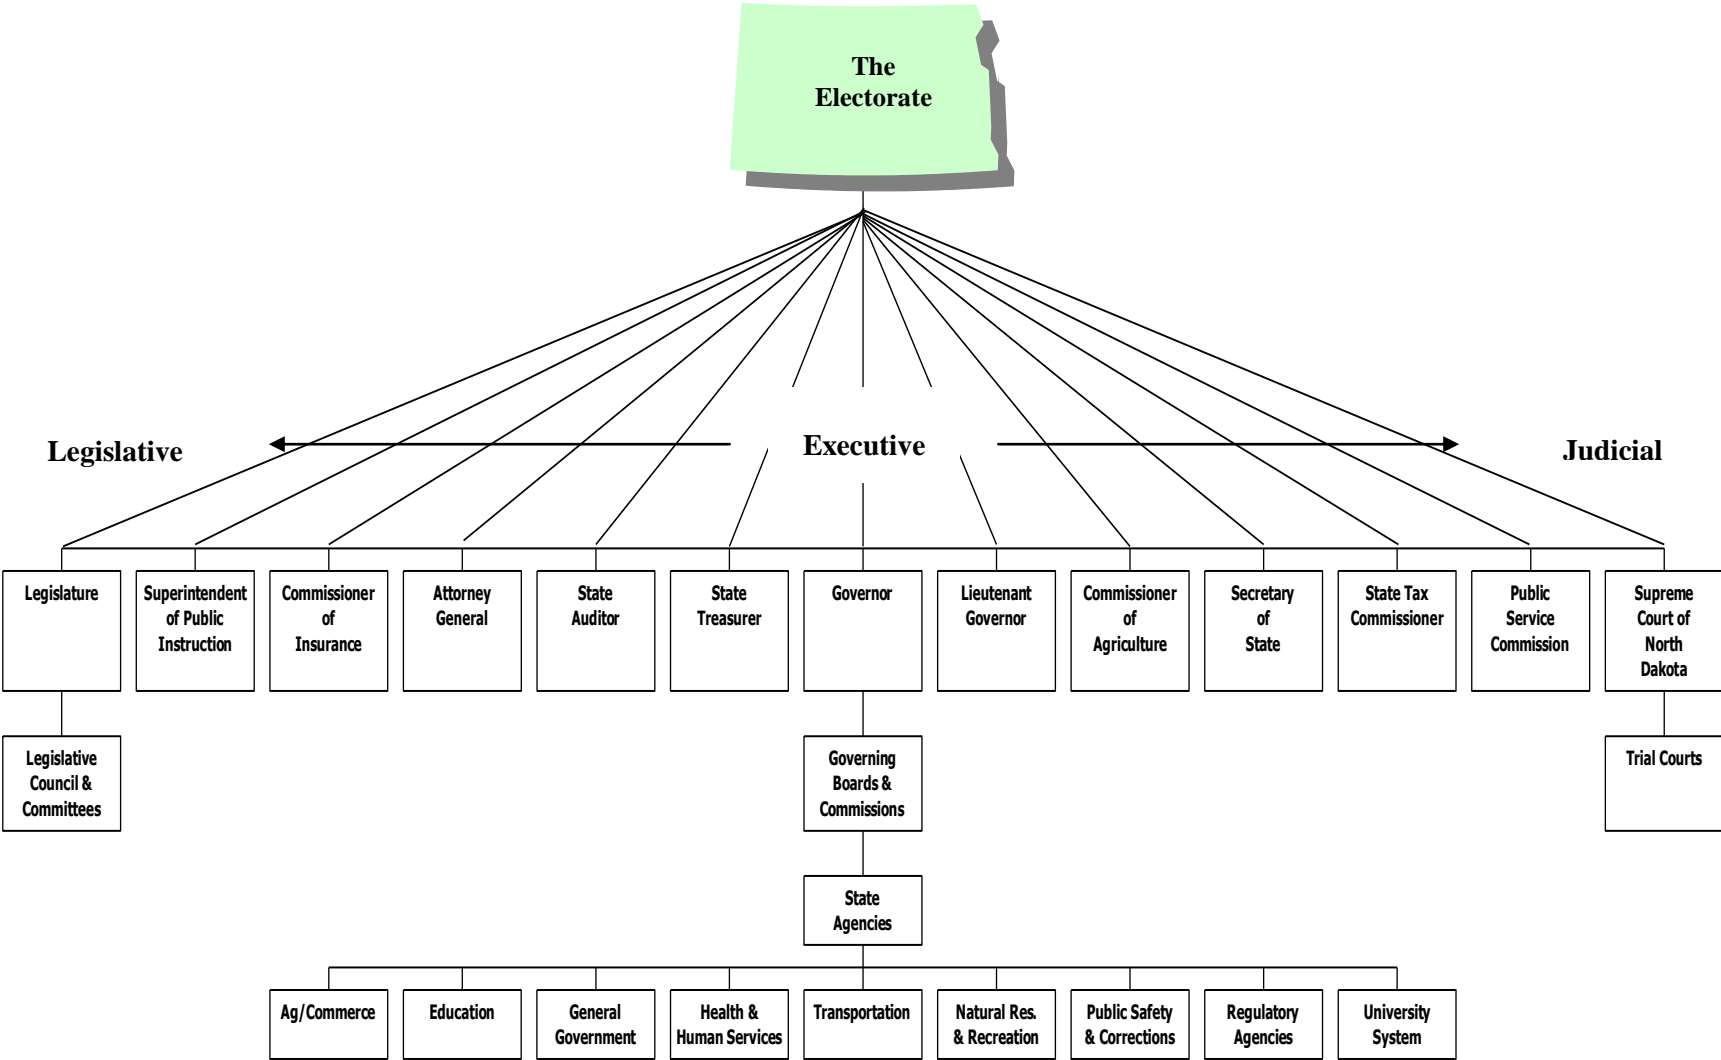 The
Electorate
Legislative
Executive
Judicial
Legislature
Superintendent
of Public
Instruction
Commissioner
of
Insurance
Attorney
General
State
Auditor
State
Treasurer
Governor
Lieutenant
Governor
Commissioner
of
Agriculture
Secretary
of
State
State Tax
Commissioner
Public
Service
Commission
Supreme
Court of
North
Dakota
Legislative
Council &
Committees
Governing
Boards &
Commissions
Trial Courts
State
Agencies
Ag/Commerce
Education
General
Government
Health &
Human Services
Transportation
Natural Res.
& Recreation
Public Safety
& Corrections
Regulatory
Agencies
University
System